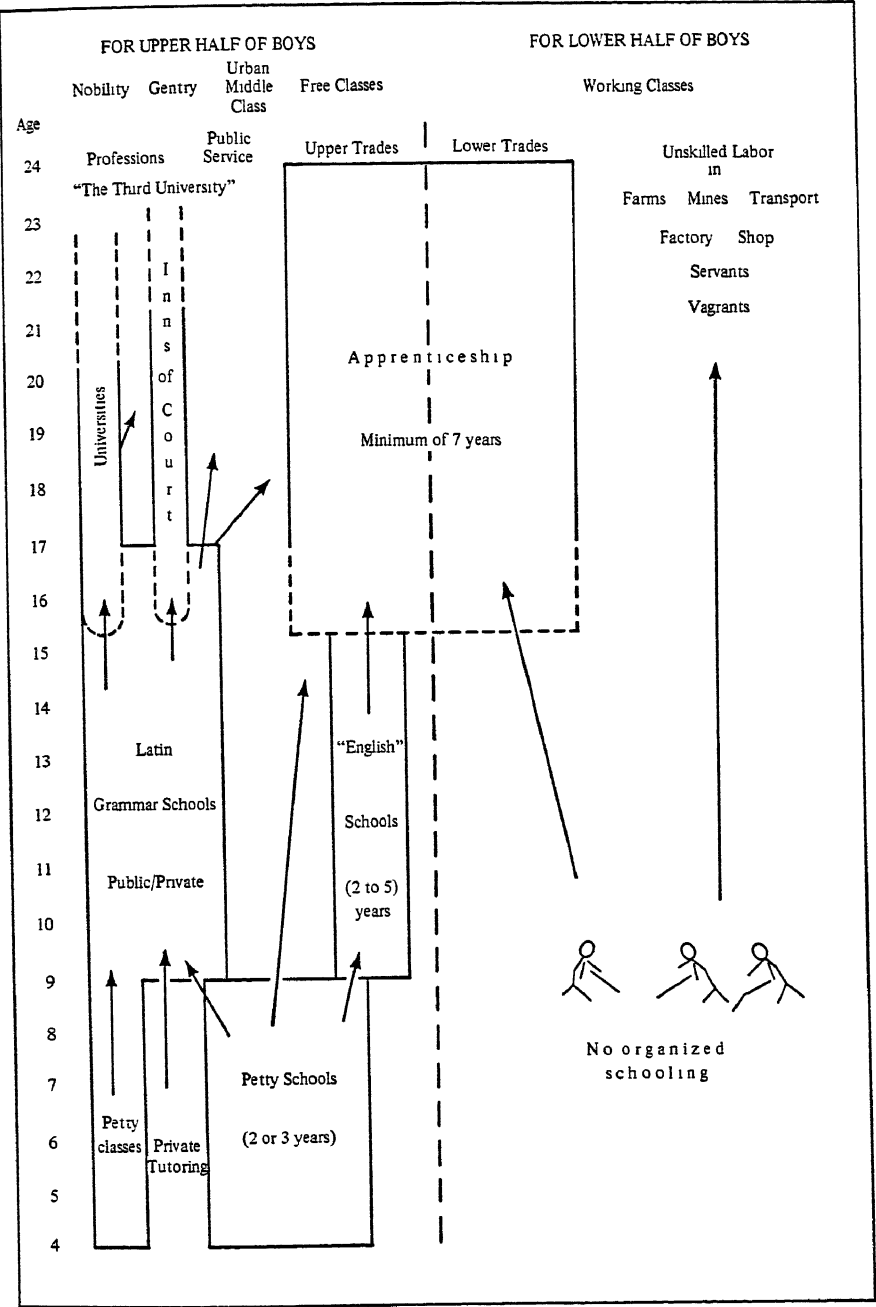 FOR UPPER HALF OF BOYS
FOR LOWER HALF OF BOYS
Nobility
Gentry
Urban
Middle
Class
Free Classes
Working Classes
Age
Professions
Public
Service
Upper Trades
Lower Trades
Unskilled Labor
in
Farms Mines Transport
Factory Shop
Servants
Vagrants
"The Third University"
24
23
22
21
20
19
18
17
16
15
14
13
12
11
10
9
8
7
6
5
4
Universities
Inns of Court
Apprenticeship
Minimum of 7 years
Latin
Grammar Schools
Public/Private
"English"
Schools
(2 to 5)
years
Petty
classes
Private
Tutoring
Petty Schools
(2 or 3 years)
No organized
schooling